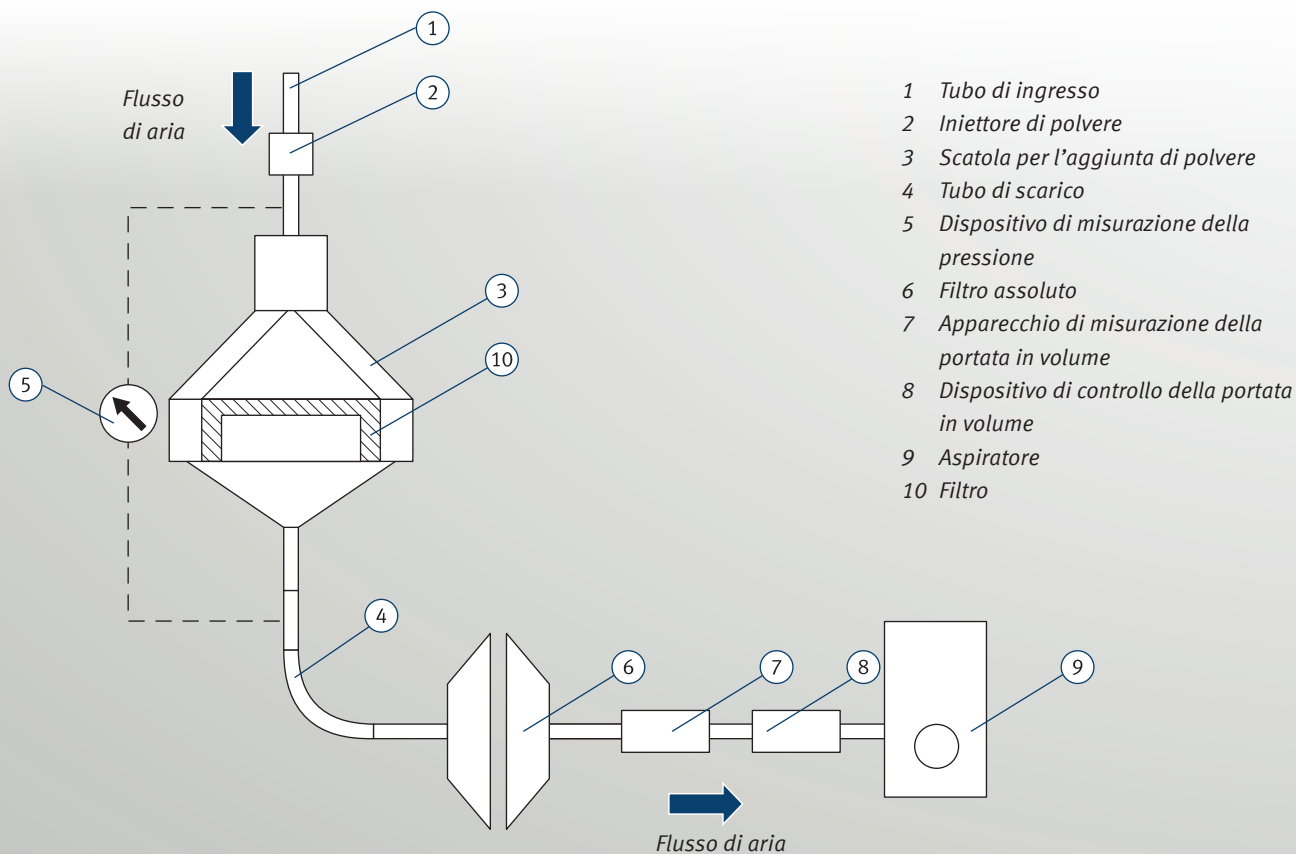 1
Flusso
di aria
2
3
10
5
4
6
7
8
9
Flusso di aria
1 Tubo di ingresso
2 Iniettore di polvere
3 Scatola per l’aggiunta di polvere
4 Tubo di scarico
5 Dispositivo di misurazione della
pressione
6 Filtro assoluto
7 Apparecchio di misurazione della
portata in volume
8 Dispositivo di controllo della portata
in volume
9 Aspiratore
10 Filtro